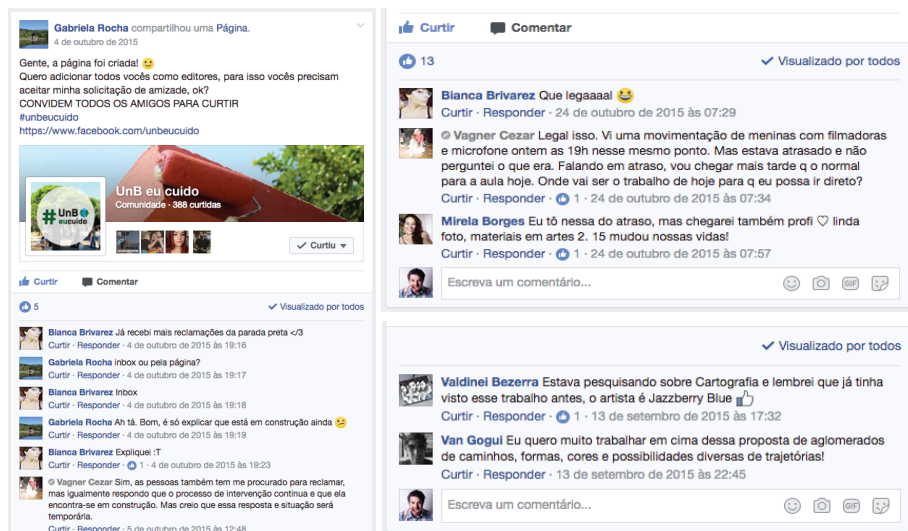 Gabriela Rocha compartilhou uma Página.
4 de outubro de 2015
Gente, a página foi criada!
Quero adicionar todos vocês como editores, para isso vocês precisam
aceitar minha solicitação de amizade, ok?
CONVIDEM TODOS OS AMIGOS PARA CURTIR
#unbeucuido
https://www.facebook.com/unbeucuido
#UnB
eucuido
UnB eu cuido
Comunidade · 388 curtidas
Curtiu
Curtir Comentar
5 Visualizado por todos
Bianca Brivarez Já recebi mais reclamações da parada preta </3
Curtir · Responder · 4 de outubro de 2015 às 19:16
Gabriela Rocha inbox ou pela página?
Curtir · Responder · 4 de outubro de 2015 às 19:17
Bianca Brivarez Inbox
Curtir · Responder · 4 de outubro de 2015 às 19:18
Gabriela Rocha Ah tá. Bom, é só explicar que está em construção ainda
Curtir · Responder · 4 de outubro de 2015 às 19:19
Bianca Brivarez Expliquei :T
Curtir · Responder · 1 · 4 de outubro de 2015 às 19:23
Vagner Cezar Sim, as pessoas também tem me procurado para reclamar,
mas igualmente respondo que o processo de intervenção continua e que ela
encontra-se em construção. Mas creio que essa resposta e situação será
temporária.
Curtir · Responder · 5 de outubro de 2015 às 12:48
Curtir Comentar
13 Visualizado por todos
Bianca Brivarez Que legaaaal
Curtir · Responder · 24 de outubro de 2015 às 07:29
Vagner Cezar Legal isso. Vi uma movimentação de meninas com filmadoras
e microfone ontem as 19h nesse mesmo ponto. Mas estava atrasado e não
perguntei o que era. Falando em atraso, vou chegar mais tarde q o normal
para a aula hoje. Onde vai ser o trabalho de hoje para q eu possa ir direto?
Curtir · Responder · 1 · 24 de outubro de 2015 às 07:34
Mirela Borges Eu tô nessa do atraso, mas chegarei também profi ♡ linda
foto, materiais em artes 2. 15 mudou nossas vidas!
Curtir · Responder · 1 · 24 de outubro de 2015 às 07:57
Escreva um comentário...
GIF
Visualizado por todos
Valdinei Bezerra Estava pesquisando sobre Cartografia e lembrei que já tinha
visto esse trabalho antes, o artista é Jazzberry Blue
Curtir · Responder · 1 · 13 de setembro de 2015 às 17:32
Van Gogui Eu quero muito trabalhar em cima dessa proposta de aglomerados
de caminhos, formas, cores e possibilidades diversas de trajetórias!
Curtir · Responder · 13 de setembro de 2015 às 22:45
Escreva um comentário...
GIF